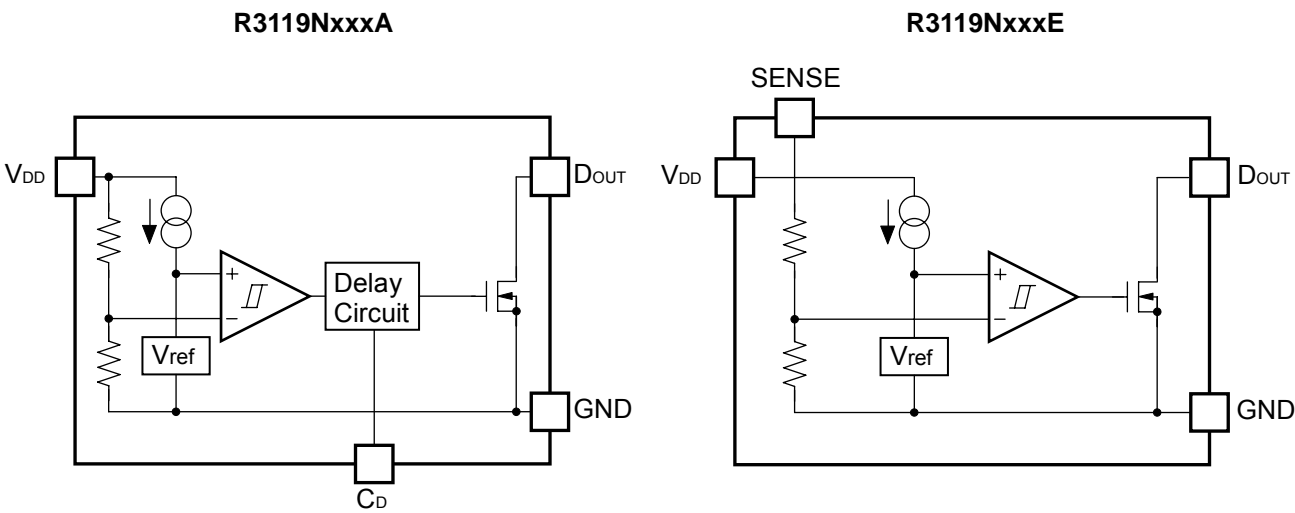 R3119NxxxA
R3119NxxxE
VDD
DOUT
+
−
Delay
Circuit
Vref
GND
CD
SENSE
VDD
DOUT
+
−
Vref
GND